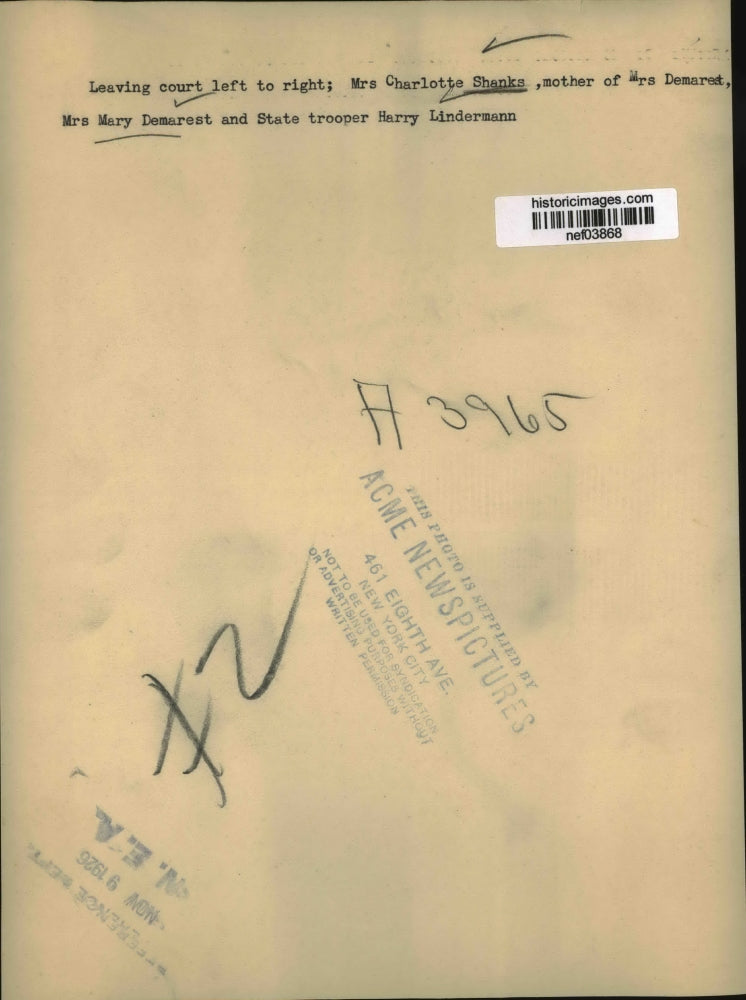 Leaving court left to right; Mrs Charlotte Shanks ,mother of Mrs Demarest,
Mrs Mary Demarest and State trooper Harry Lindermann
historicimages.com
nef03868
A 3965
THIS PHOTO IS SUPPLIED BY
ACME NEWSPICTURES
461 EIGHTH AVE.
NEW YORK CITY
NOT TO BE USED FOR SYNDICATION
OR ADVERTISING PURPOSES WITHOUT
WRITTEN PERMISSION
N.E.A.
NOV 9 1926
REFERENCE DEPT.